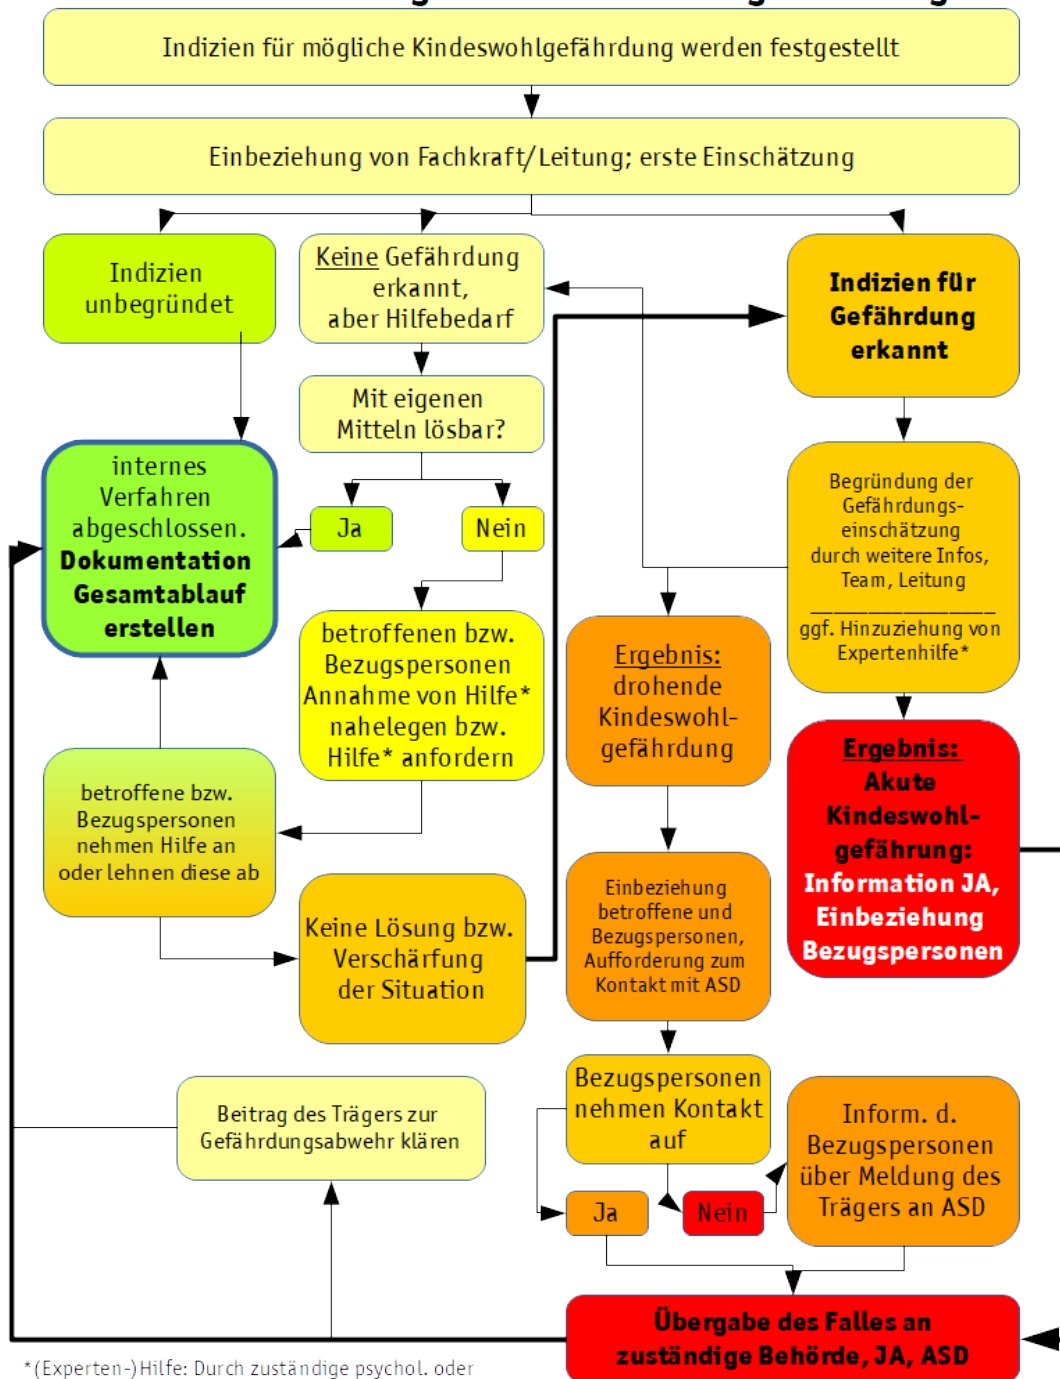 Indizien für mögliche Kindeswohlgefährdung werden festgestellt
Einbeziehung von Fachkraft/Leitung; erste Einschätzung
Indizien
unbegründet
Keine Gefährdung
erkannt,
aber Hilfebedarf
Indizien für
Gefährdung
erkannt
Mit eigenen
Mitteln lösbar?
Ja
Nein
internes
Verfahren
abgeschlossen.
Dokumentation
Gesamtablauf
erstellen
Begründung der
Gefährdungs-
einschätzung
durch weitere Infos,
Team, Leitung
________________
ggf. Hinzuziehung von
Expertenhilfe*
betroffenen bzw.
Bezugspersonen
Annahme von Hilfe*
nahelegen bzw.
Hilfe* anfordern
Ergebnis:
drohende
Kindeswohl-
gefährdung
Ergebnis:
Akute
Kindeswohl-
gefährung:
Information JA,
Einbeziehung
Bezugspersonen
betroffene bzw.
Bezugspersonen
nehmen Hilfe an
oder lehnen diese ab
Keine Lösung bzw.
Verschärfung
der Situation
Einbeziehung
betroffene und
Bezugspersonen,
Aufforderung zum
Kontakt mit ASD
Bezugspersonen
nehmen Kontakt
auf
Ja
Nein
Inform. d.
Bezugspersonen
über Meldung des
Trägers an ASD
Beitrag des Trägers zur
Gefährdungsabwehr klären
Übergabe des Falles an
zuständige Behörde, JA, ASD
*(Experten-)Hilfe: Durch zuständige psychol. oder